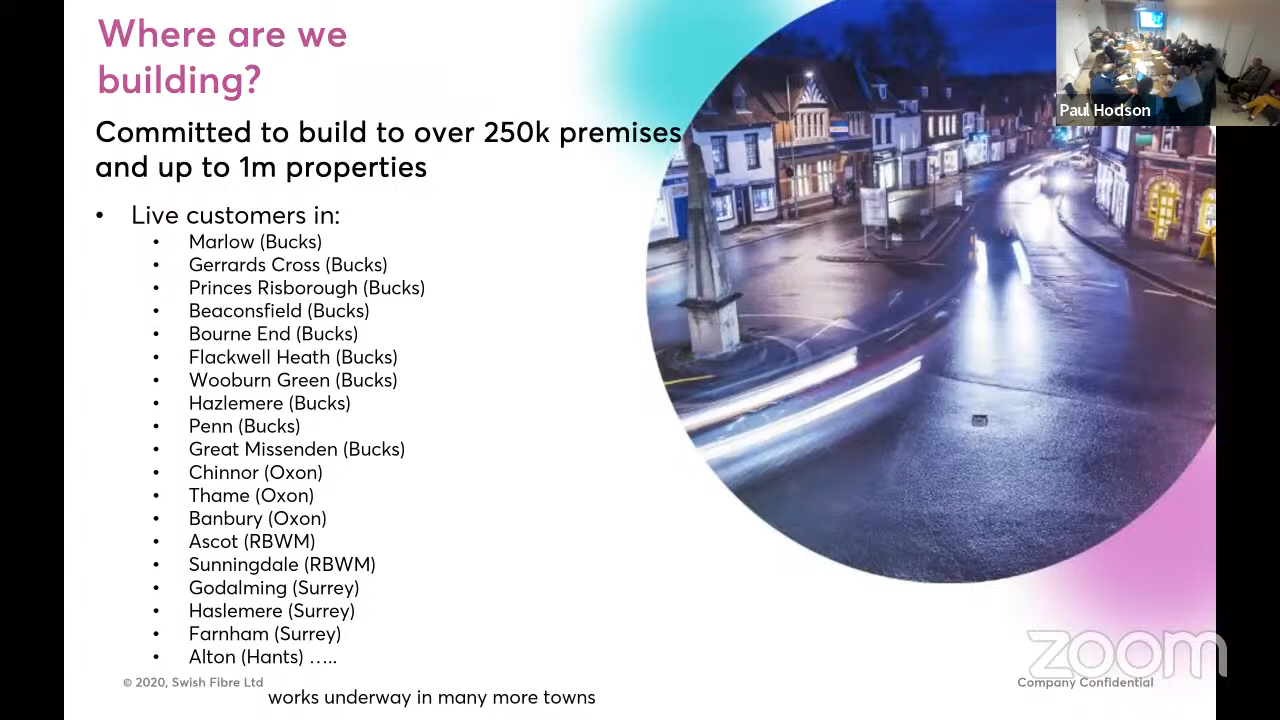 Where are we
building?
Committed to build to over 250k premises
and up to 1m properties
• Live customers in:
• Marlow (Bucks)
• Gerrards Cross (Bucks)
• Princes Risborough (Bucks)
• Beaconsfield (Bucks)
• Bourne End (Bucks)
• Flackwell Heath (Bucks)
• Wooburn Green (Bucks)
• Hazlemere (Bucks)
• Penn (Bucks)
• Great Missenden (Bucks)
• Chinnor (Oxon)
• Thame (Oxon)
• Banbury (Oxon)
• Ascot (RBWM)
• Sunningdale (RBWM)
• Godalming (Surrey)
• Haslemere (Surrey)
• Farnham (Surrey)
• Alton (Hants) …..
© 2020, Swish Fibre Ltd
works underway in many more towns
Paul Hodson
zoom
Company Confidential